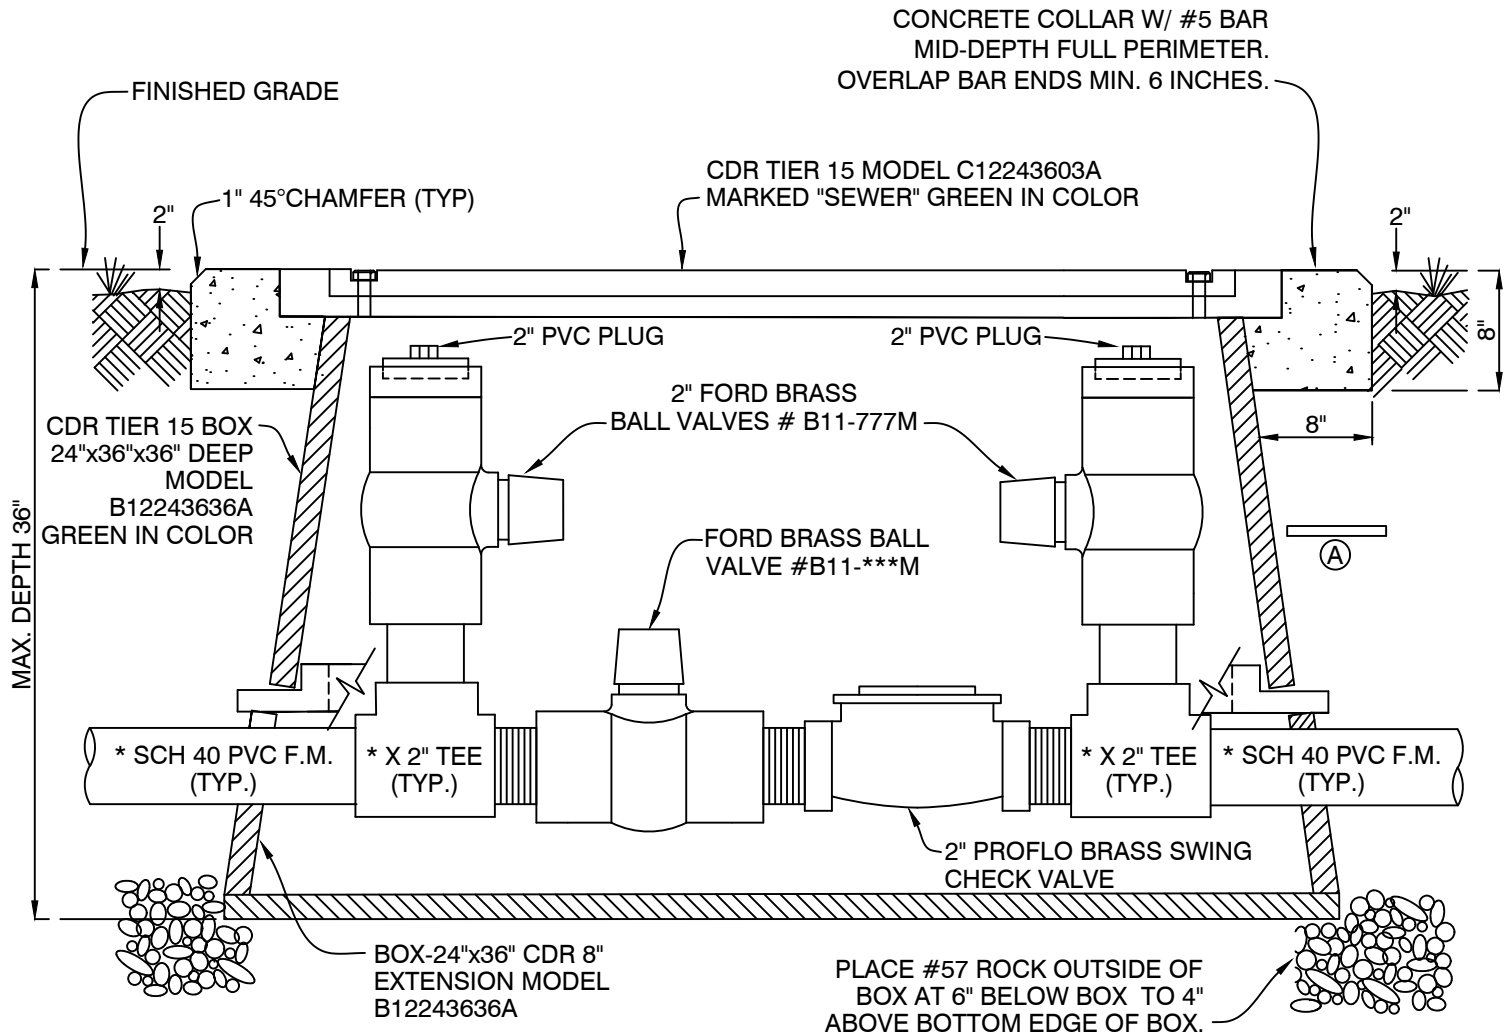 CONCRETE COLLAR W/ #5 BAR
MID-DEPTH FULL PERIMETER.
OVERLAP BAR ENDS MIN. 6 INCHES.
FINISHED GRADE
CDR TIER 15 MODEL C12243603A
MARKED "SEWER" GREEN IN COLOR
1" 45°CHAMFER (TYP)
2"
2"
8"
2" PVC PLUG
2" PVC PLUG
2" FORD BRASS
BALL VALVES # B11-777M
8"
CDR TIER 15 BOX
24"x36"x36" DEEP
MODEL
B12243636A
GREEN IN COLOR
MAX. DEPTH 36"
FORD BRASS BALL
VALVE #B11-***M
A
* SCH 40 PVC F.M.
(TYP.)
* X 2" TEE
(TYP.)
* X 2" TEE
(TYP.)
* SCH 40 PVC F.M.
(TYP.)
2" PROFLO BRASS SWING
CHECK VALVE
BOX-24"x36" CDR 8"
EXTENSION MODEL
B12243636A
PLACE #57 ROCK OUTSIDE OF
BOX AT 6" BELOW BOX TO 4"
ABOVE BOTTOM EDGE OF BOX.